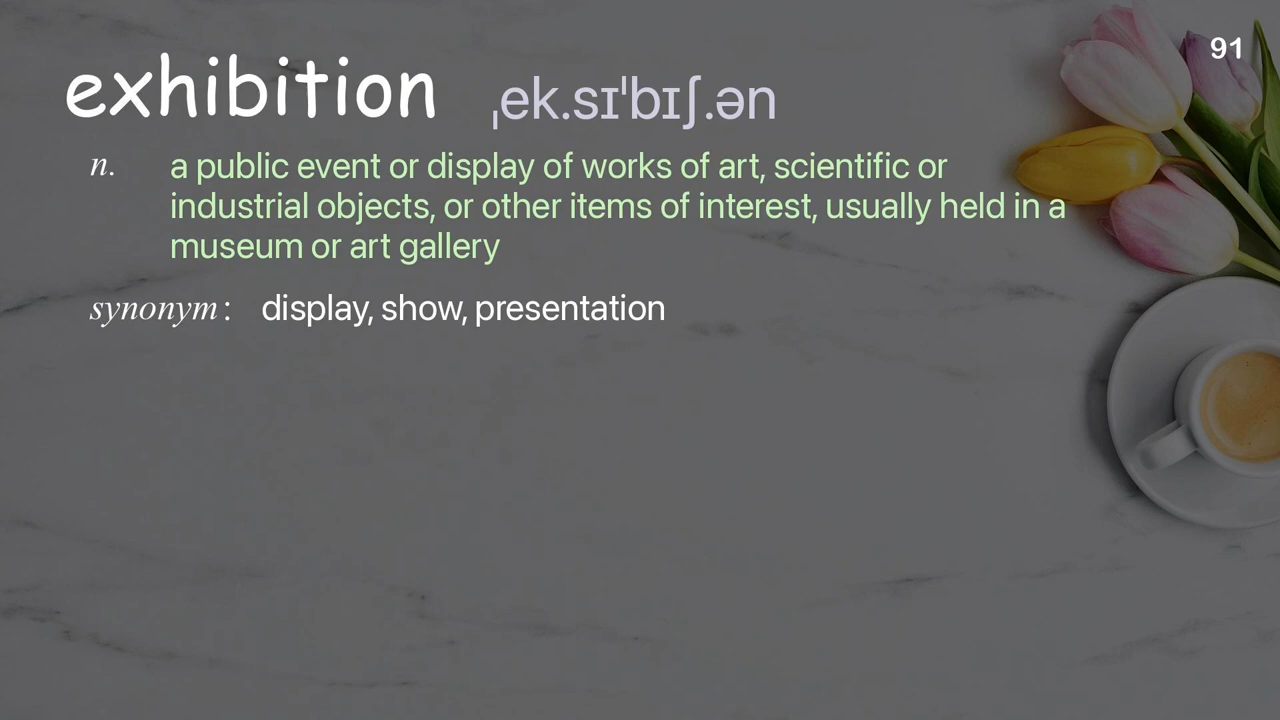 91
exhibition ˌek.sɪˈbɪʃ.ən
n. a public event or display of works of art, scientific or
industrial objects, or other items of interest, usually held in a
museum or art gallery
synonym: display, show, presentation